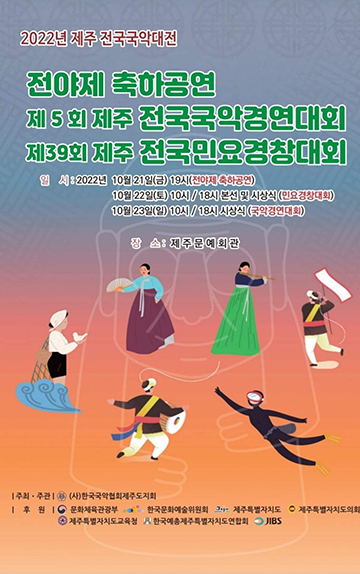 2022년 제주 전국국악대전
전야제 축하공연
제 5 회 제주 전국국악경연대회
제39회 제주 전국민요경창대회
일 시 : 2022년 10월 21일(금) 19시(전야제 축하공연)
10월 22일(토) 10시 / 18시 본선 및 시상식 (민요경창대회)
10월 23일(일) 10시 / 18시 시상식 (국악경연대회)
장 소 : 제주문예회관
| 주최·주관 | (사)한국국악협회제주도지회
| 후 원 | 문화체육관광부 한국문화예술위원회 제주특별자치도 제주특별자치도의회
제주특별자치도교육청 한국예총제주특별자치도연합회 JIBS